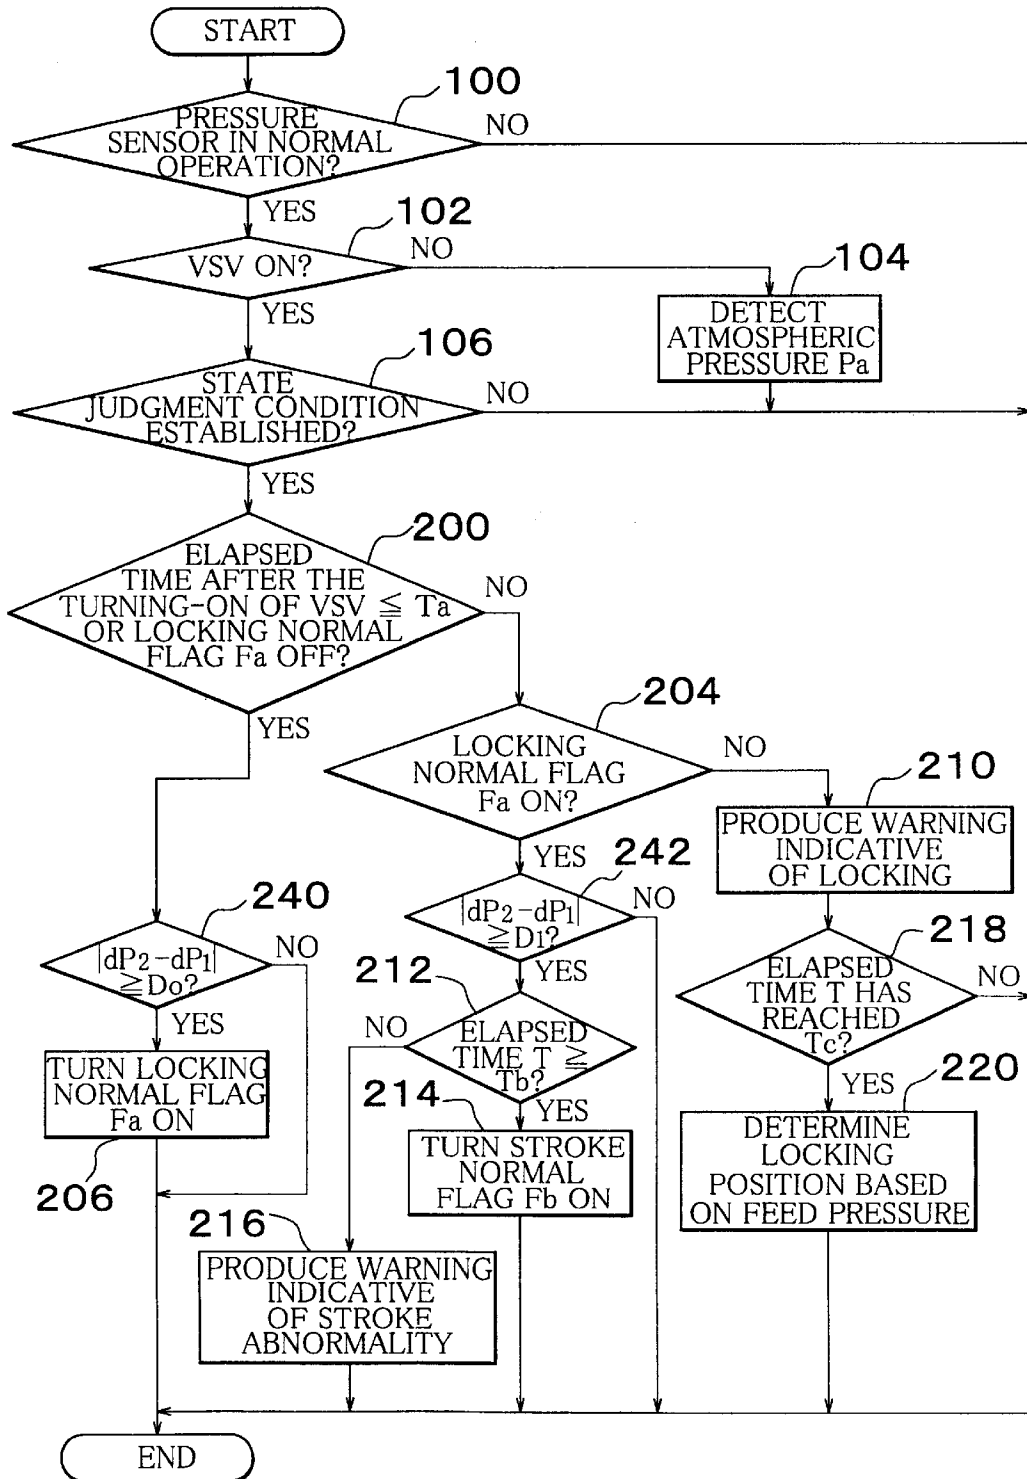 START
100
PRESSURE
SENSOR IN NORMAL
OPERATION?
NO
YES
102
VSV ON?
NO
YES
104
DETECT
ATMOSPHERIC
PRESSURE Pa
106
STATE
JUDGMENT CONDITION
ESTABLISHED?
NO
YES
200
ELAPSED
TIME AFTER THE
TURNING-ON OF VSV ≦ Ta
OR LOCKING NORMAL
FLAG Fa OFF?
NO
YES
204
LOCKING
NORMAL FLAG
Fa ON?
NO
YES
210
PRODUCE WARNING
INDICATIVE
OF LOCKING
240
|dP2-dP1|
≧Do?
NO
YES
242
|dP2-dP1|
≧D1?
NO
YES
218
ELAPSED
TIME T HAS
REACHED
Tc?
NO
YES
212
ELAPSED
TIME T ≧
Tb?
NO
YES
TURN LOCKING
NORMAL FLAG
Fa ON
206
214
TURN STROKE
NORMAL
FLAG Fb ON
220
DETERMINE
LOCKING
POSITION BASED
ON FEED PRESSURE
216
PRODUCE WARNING
INDICATIVE
OF STROKE
ABNORMALITY
END